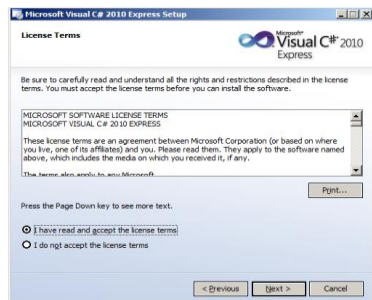 Microsoft Visual C# 2010 Express Setup
License Terms
Microsoft®
Visual C#® 2010
Express
Be sure to carefully read and understand all the rights and restrictions described in the license
terms. You must accept the license terms before you can install the software.
MICROSOFT SOFTWARE LICENSE TERMS
MICROSOFT VISUAL C# 2010 EXPRESS
These license terms are an agreement between Microsoft Corporation (or based on where
you live, one of its affiliates) and you. Please read them. They apply to the software named
above, which includes the media on which you received it, if any.
The terms also apply to any Microsoft
Print...
Press the Page Down key to see more text.
I have read and accept the license terms
I do not accept the license terms
< Previous
Next >
Cancel